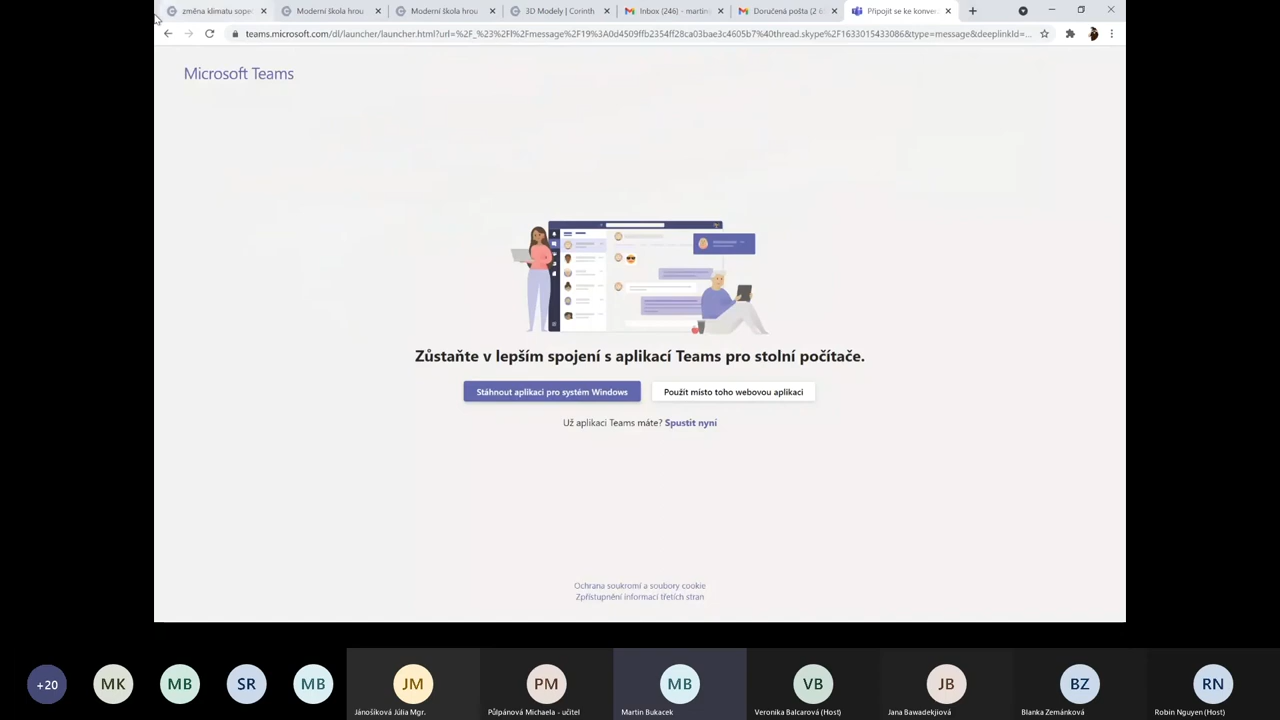 změna klimatu sopeč
Moderní škola hrou
Moderní škola hrou
3D Modely | Corinth
Inbox (246) - martin
Doručená pošta (2 6
Připojit se ke konver
teams.microsoft.com/dl/launcher/launcher.html?url=%2F_%23%2Fl%2Fmessage%2F19%3A0d4509ffb2354ff28ca03bae3c4605b7%40thread.skype%2F1633015433086&type=message&deeplinkId=...
Microsoft Teams
Zůstaňte v lepším spojení s aplikací Teams pro stolní počítače.
Stáhnout aplikaci pro systém Windows
Použít místo toho webovou aplikaci
Už aplikaci Teams máte? Spustit nyní
Ochrana soukromí a soubory cookie
Zpřístupnění informací třetích stran
+20 MK MB SR MB JM PM MB VB JB BZ RN
Jánošíková Júlia Mgr.
Půlpánová Michaela - učitel
Martin Bukacek
Veronika Balcarová (Host)
Jana Bawadekjiová
Blanka Zemánková
Robin Nguyen (Host)